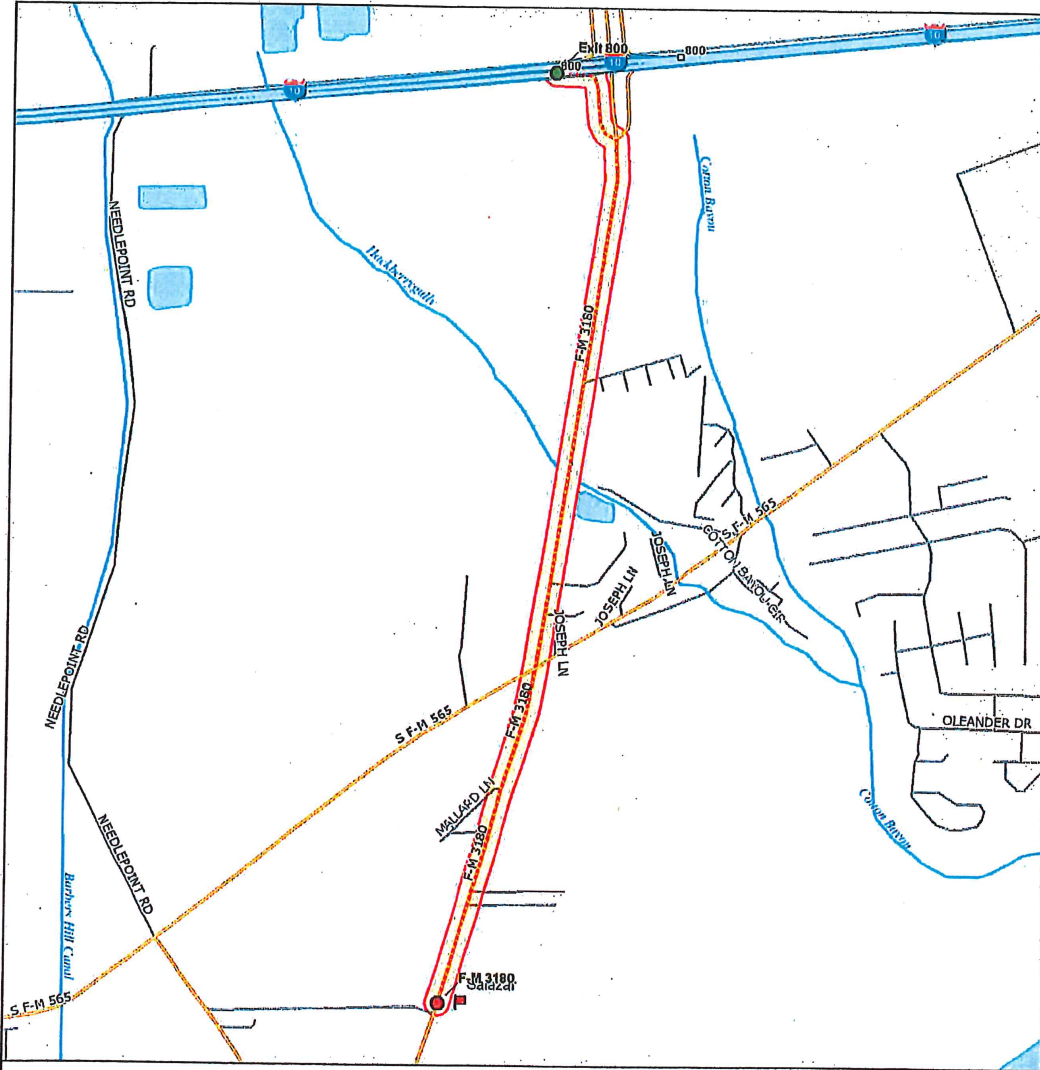 10
Exit 800
800
10
800
10
NEEDLEPOINT RD
Cotton Bayou
Hackberrygully
F-M 3180
S F-M 565
COTTON BAYOU CIR
JOSEPH LN
JOSEPH LN
JOSEPH LN
NEEDLEPOINT RD
F-M 3180
S F-M 565
OLEANDER DR
MALLARD LN
Cotton Bayou
F-M 3180
NEEDLEPOINT RD
Barbers Hill Canal
F-M 3180
Salazar
S F-M 565